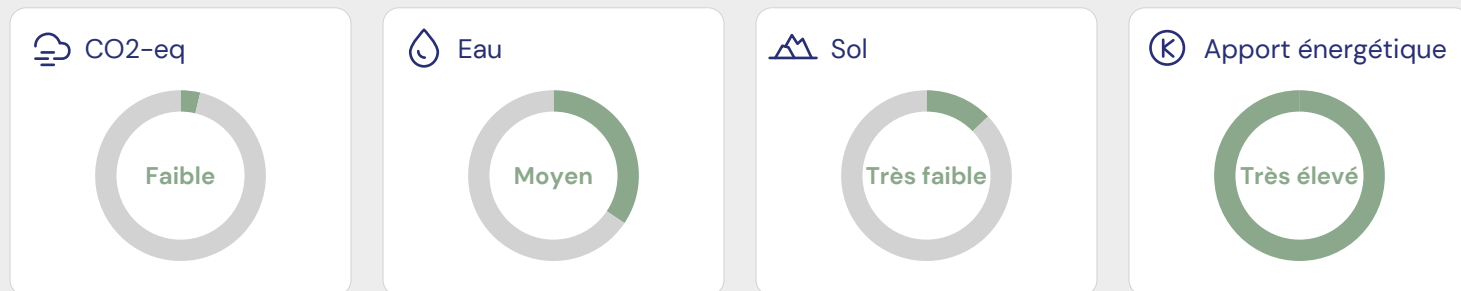 CO2-eq
Faible
Eau
Moyen
Sol
Très faible
Apport énergétique
Très élevé